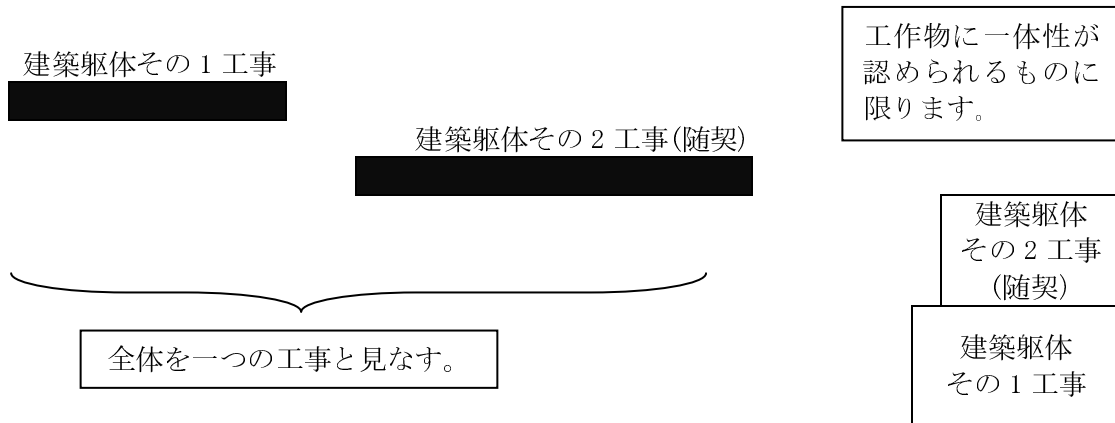 建築躯体その１工事
建築躯体その２工事(随契)
全体を一つの工事と見なす。
工作物に一体性が
認められるものに
限ります。
建築躯体
その２工事
(随契)
建築躯体
その１工事